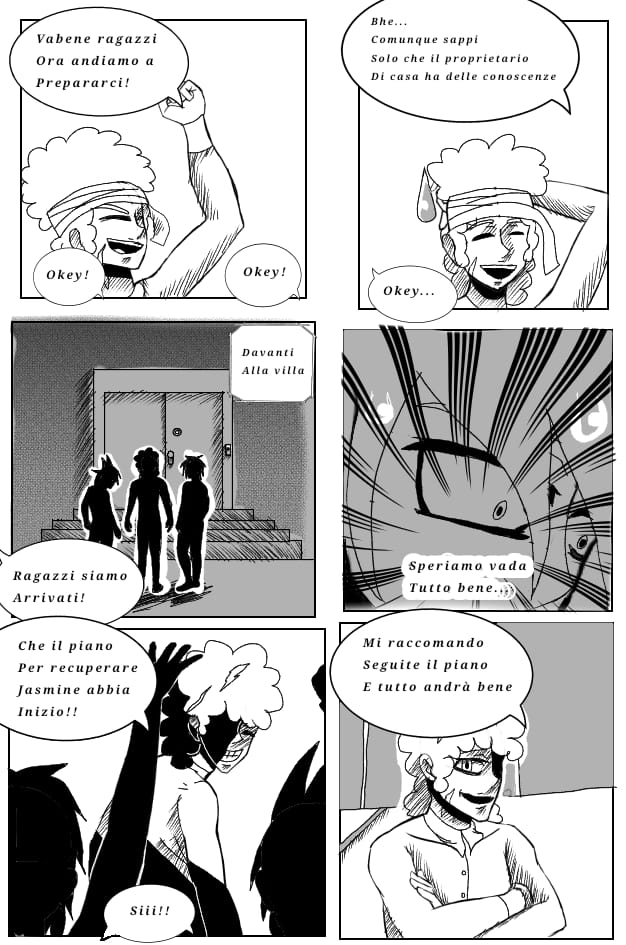 Vabene ragazzi
Ora andiamo a
Prepararci!
Okey!
Okey!
Bhe...
Comunque sappi
Solo che il proprietario
Di casa ha delle conoscenze
Okey...
Davanti
Alla villa
Ragazzi siamo
Arrivati!
Speriamo vada
Tutto bene...
Che il piano
Per recuperare
Jasmine abbia
Inizio!!
Siii!!
Mi raccomando
Seguite il piano
E tutto andrà bene